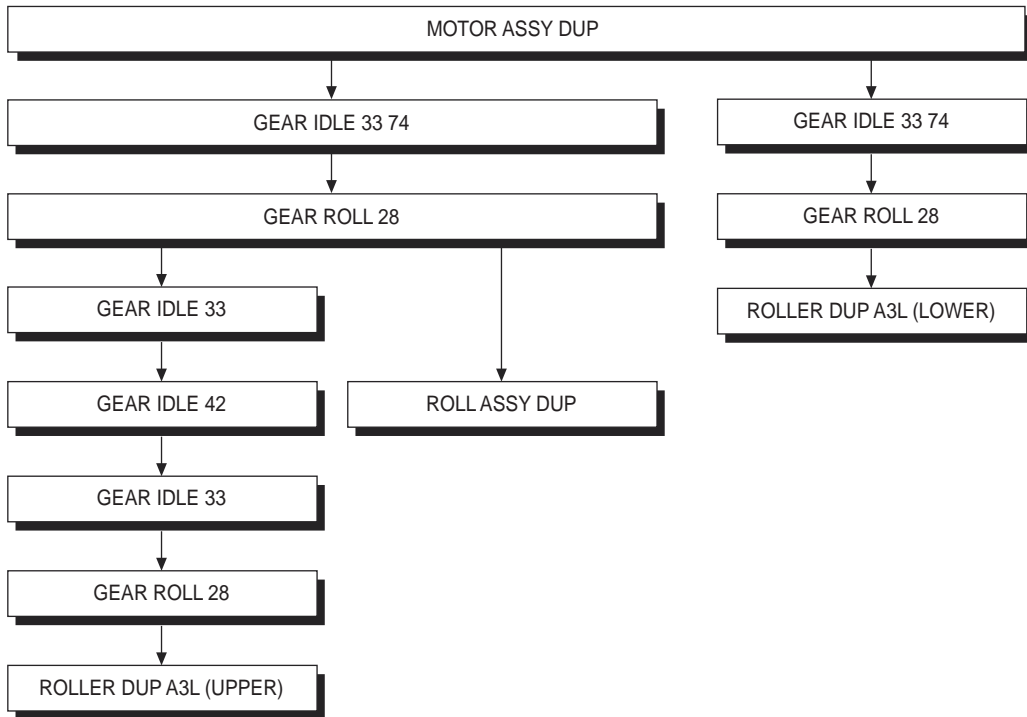 MOTOR ASSY DUP
GEAR IDLE 33 74
GEAR IDLE 33 74
GEAR ROLL 28
GEAR ROLL 28
GEAR IDLE 33
ROLLER DUP A3L (LOWER)
GEAR IDLE 42
ROLL ASSY DUP
GEAR IDLE 33
GEAR ROLL 28
ROLLER DUP A3L (UPPER)